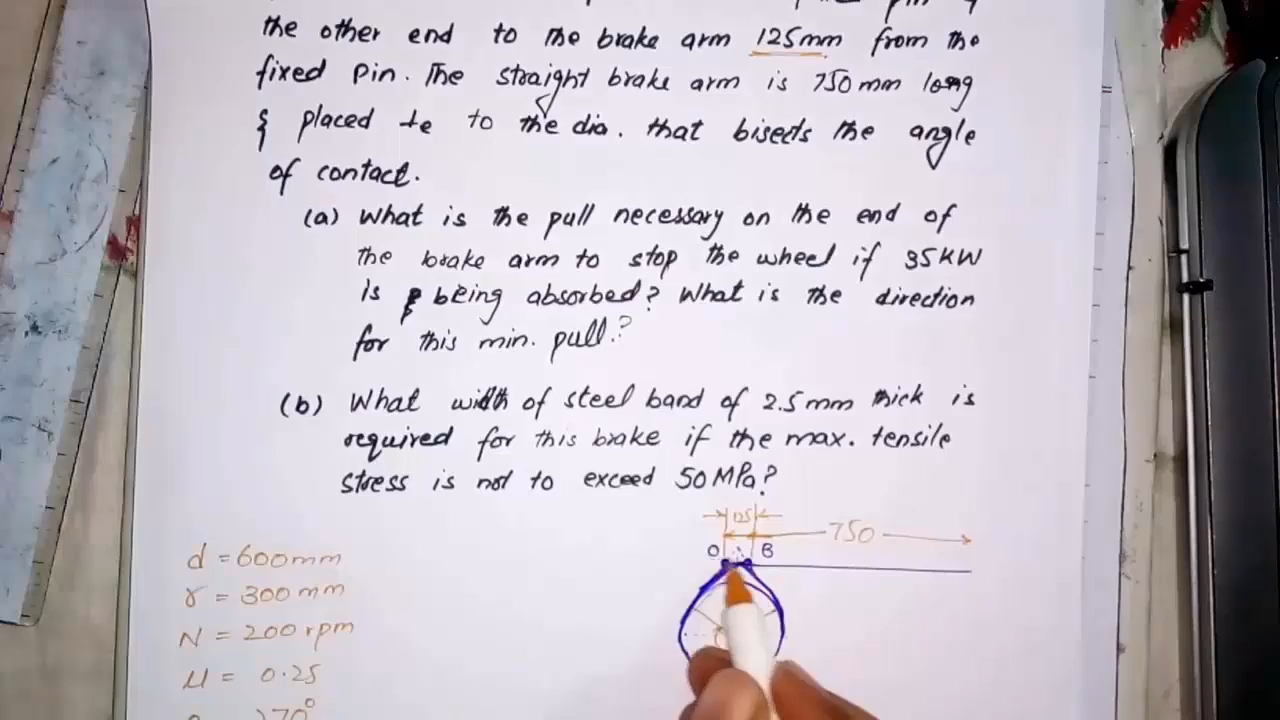 the other end to the brake arm 125mm from the
fixed pin. The straight brake arm is 750mm long
& placed ⊥e to the dia. that bisects the angle
of contact.
(a) What is the pull necessary on the end of
the brake arm to stop the wheel if 35KW
is being absorbed? What is the direction
for this min. pull?
(b) What width of steel band of 2.5mm thick is
required for this brake if the max. tensile
stress is not to exceed 50MPa?
125
750
O B
d = 600mm
r = 300mm
N = 200rpm
μ = 0.25
270°